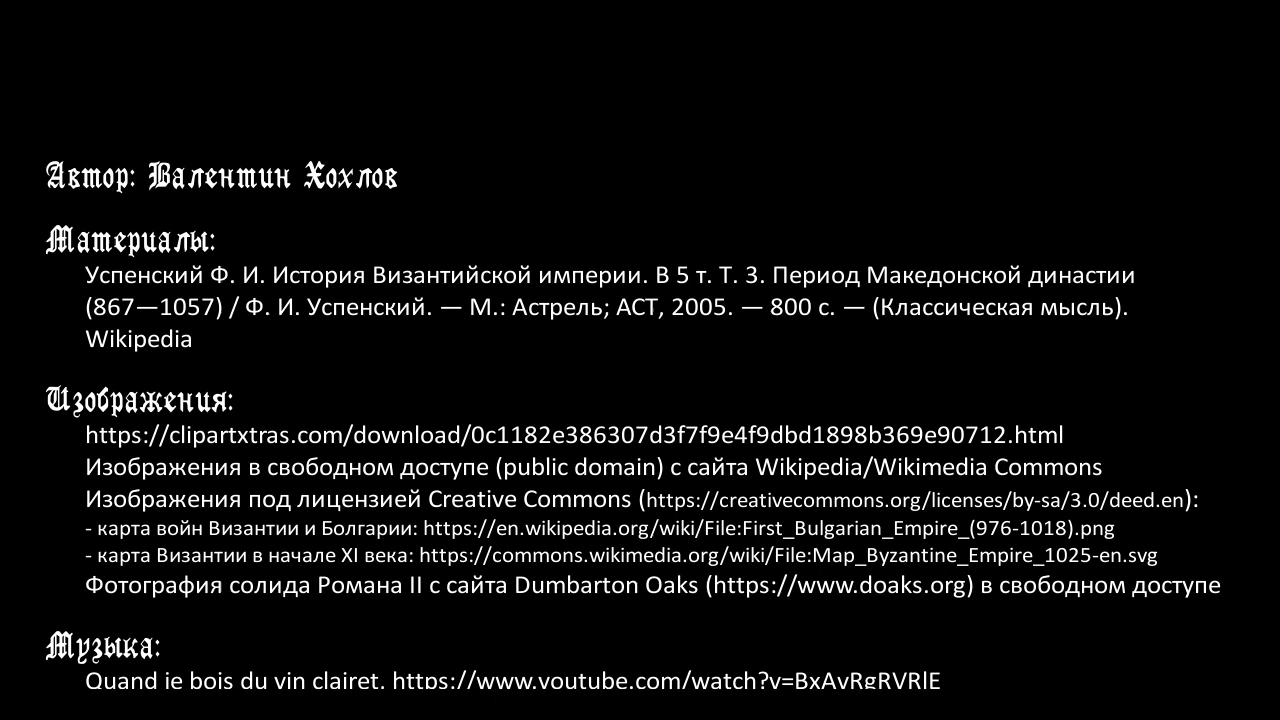 Автор: Валентин Хохлов
Материалы:
Успенский Ф. И. История Византийской империи. В 5 т. Т. 3. Период Македонской династии
(867—1057) / Ф. И. Успенский. — М.: Астрель; АСТ, 2005. — 800 с. — (Классическая мысль).
Wikipedia
Изображения:
https://clipartxtras.com/download/0c1182e386307d3f7f9e4f9dbd1898b369e90712.html
Изображения в свободном доступе (public domain) с сайта Wikipedia/Wikimedia Commons
Изображения под лицензией Creative Commons (https://creativecommons.org/licenses/by-sa/3.0/deed.en):
- карта войн Византии и Болгарии: https://en.wikipedia.org/wiki/File:First_Bulgarian_Empire_(976-1018).png
- карта Византии в начале XI века: https://commons.wikimedia.org/wiki/File:Map_Byzantine_Empire_1025-en.svg
Фотография солида Романа II с сайта Dumbarton Oaks (https://www.doaks.org) в свободном доступе
Музыка:
Quand je bois du vin clairet. https://www.youtube.com/watch?v=BxAvRgRVRlE